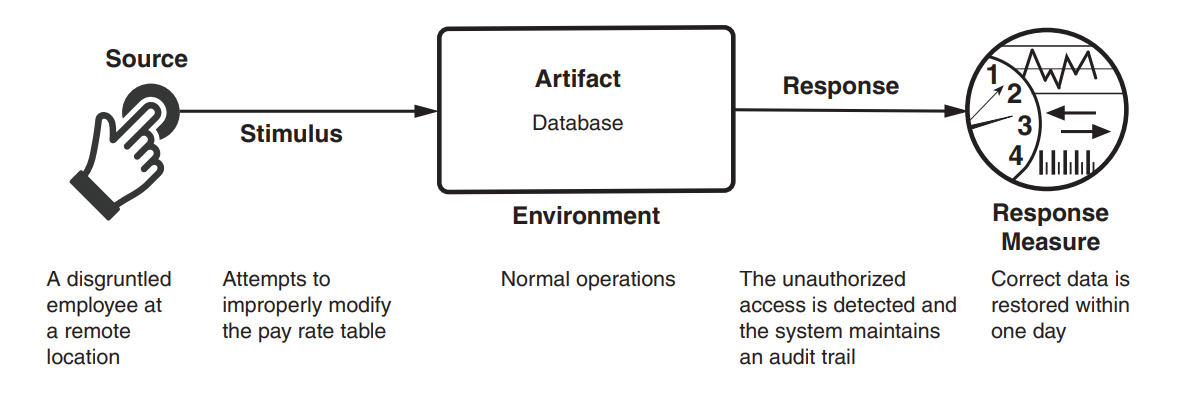 Source
Stimulus
Artifact
Database
Environment
Response
1
2
3
4
Response
Measure
A disgruntled
employee at
a remote
location
Attempts to
improperly modify
the pay rate table
Normal operations
The unauthorized
access is detected and
the system maintains
an audit trail
Correct data is
restored within
one day